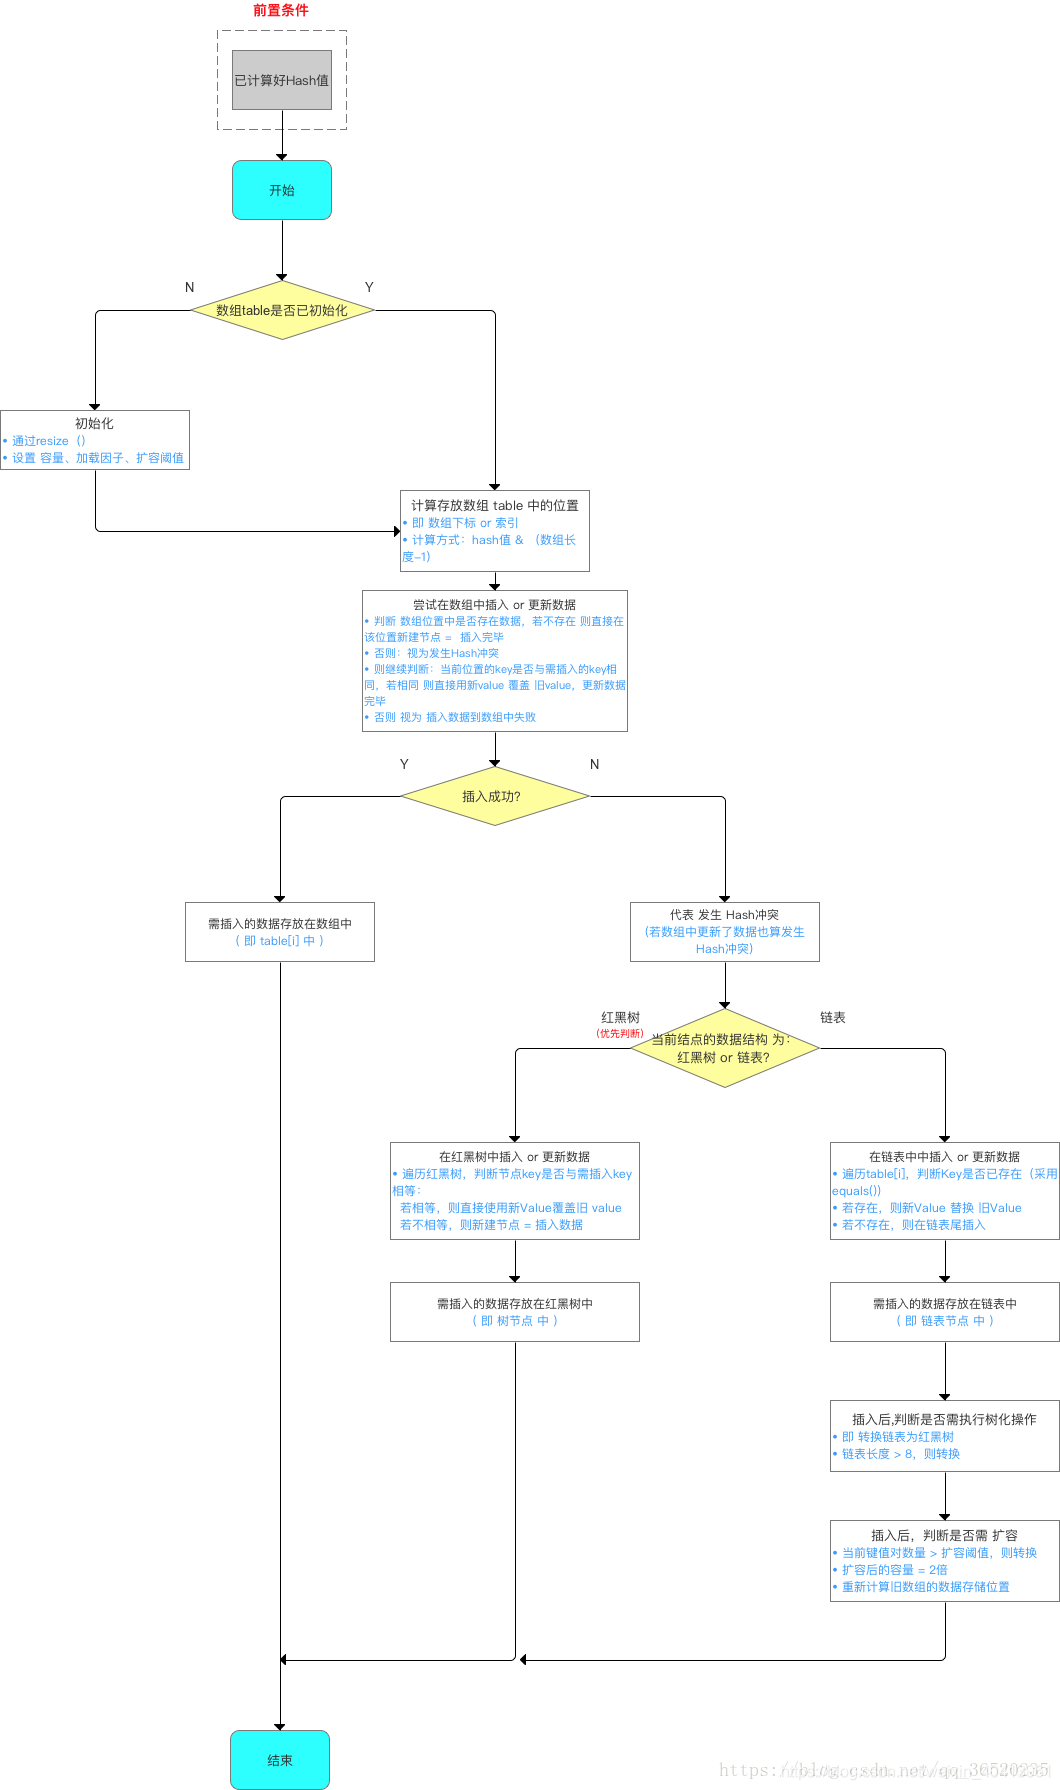 前置条件
已计算好Hash值
开始
N
Y
数组table是否已初始化
初始化
• 通过resize（）
• 设置 容量、加载因子、扩容阈值
计算存放数组 table 中的位置
• 即 数组下标 or 索引
• 计算方式：hash值 & （数组长
度-1）
尝试在数组中插入 or 更新数据
• 判断 数组位置中是否存在数据，若不存在 则直接在
该位置新建节点 = 插入完毕
• 否则：视为发生Hash冲突
• 则继续判断：当前位置的key是否与需插入的key相
同，若相同 则直接用新value 覆盖 旧value，更新数据
完毕
• 否则 视为 插入数据到数组中失败
Y
N
插入成功?
需插入的数据存放在数组中
（ 即 table[i] 中 ）
代表 发生 Hash冲突
(若数组中更新了数据也算发生
Hash冲突）
红黑树
(优先判断)
链表
当前结点的数据结构 为：
红黑树 or 链表?
在红黑树中插入 or 更新数据
• 遍历红黑树，判断节点key是否与需插入key
相等：
若相等，则直接使用新Value覆盖旧 value
若不相等，则新建节点 = 插入数据
在链表中中插入 or 更新数据
• 遍历table[i]，判断Key是否已存在（采用
equals()）
• 若存在，则新Value 替换 旧Value
• 若不存在，则在链表尾插入
需插入的数据存放在红黑树中
（ 即 树节点 中 ）
需插入的数据存放在链表中
（ 即 链表节点 中 ）
插入后,判断是否需执行树化操作
• 即 转换链表为红黑树
• 链表长度 > 8，则转换
插入后，判断是否需 扩容
• 当前键值对数量 > 扩容阈值，则转换
• 扩容后的容量 = 2倍
• 重新计算旧数组的数据存储位置
结束
https://blog.csdn.net/qq_36520235